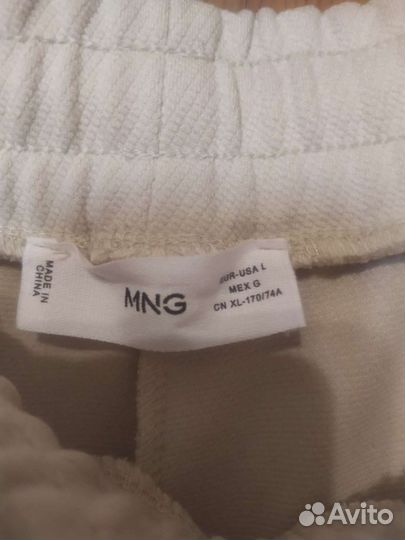 MADE IN
CHINA
MNG
EUR-USA L
MEX G
CN XL-170/74A
Avito